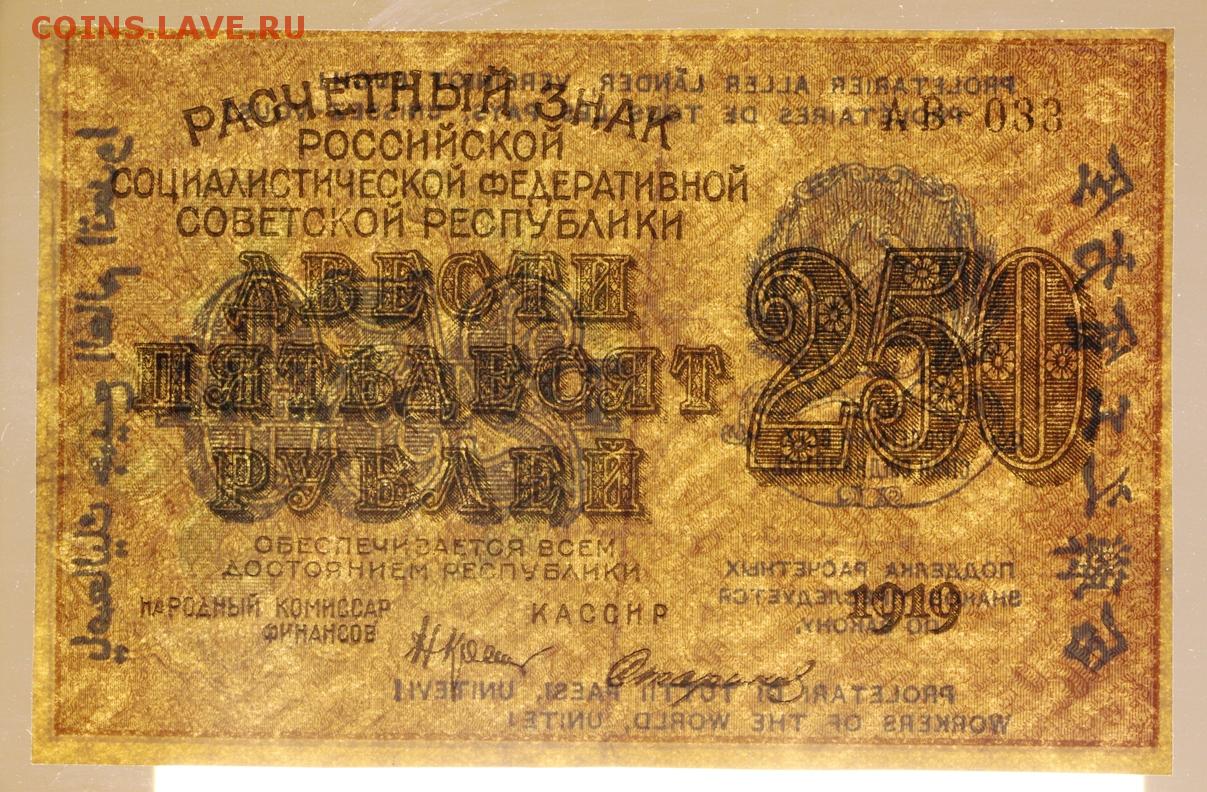 COINS.LAVE.RU
РАСЧЕТНЫЙ ЗНАК
РОССИЙСКОЙ
СОЦИАЛИСТИЧЕСКОЙ ФЕДЕРАТИВНОЙ
СОВЕТСКОЙ РЕСПУБЛИКИ
АВ-033
ДВЕСТИ
ПЯТЬДЕСЯТ
РУБЛЕЙ
250
ОБЕСПЕЧИВАЕТСЯ ВСЕМ
ДОСТОЯНИЕМ РЕСПУБЛИКИ
НАРОДНЫЙ КОМИССАР
ФИНАНСОВ
КАССИР
1919
PROLETARIER ALLER LÄNDER, VEREINIGT EUCH!
PROLÉTAIRES DE TOUS LES PAYS, UNISSEZ-VOUS
ПОДДЕЛКА РАСЧЕТНЫХ
ЗНАКОВ ПРЕСЛЕДУЕТСЯ
ПО ЗАКОНУ.
PROLETARI DI TUTTI PAESI, UNITEVI!
WORKERS OF THE WORLD, UNITE!